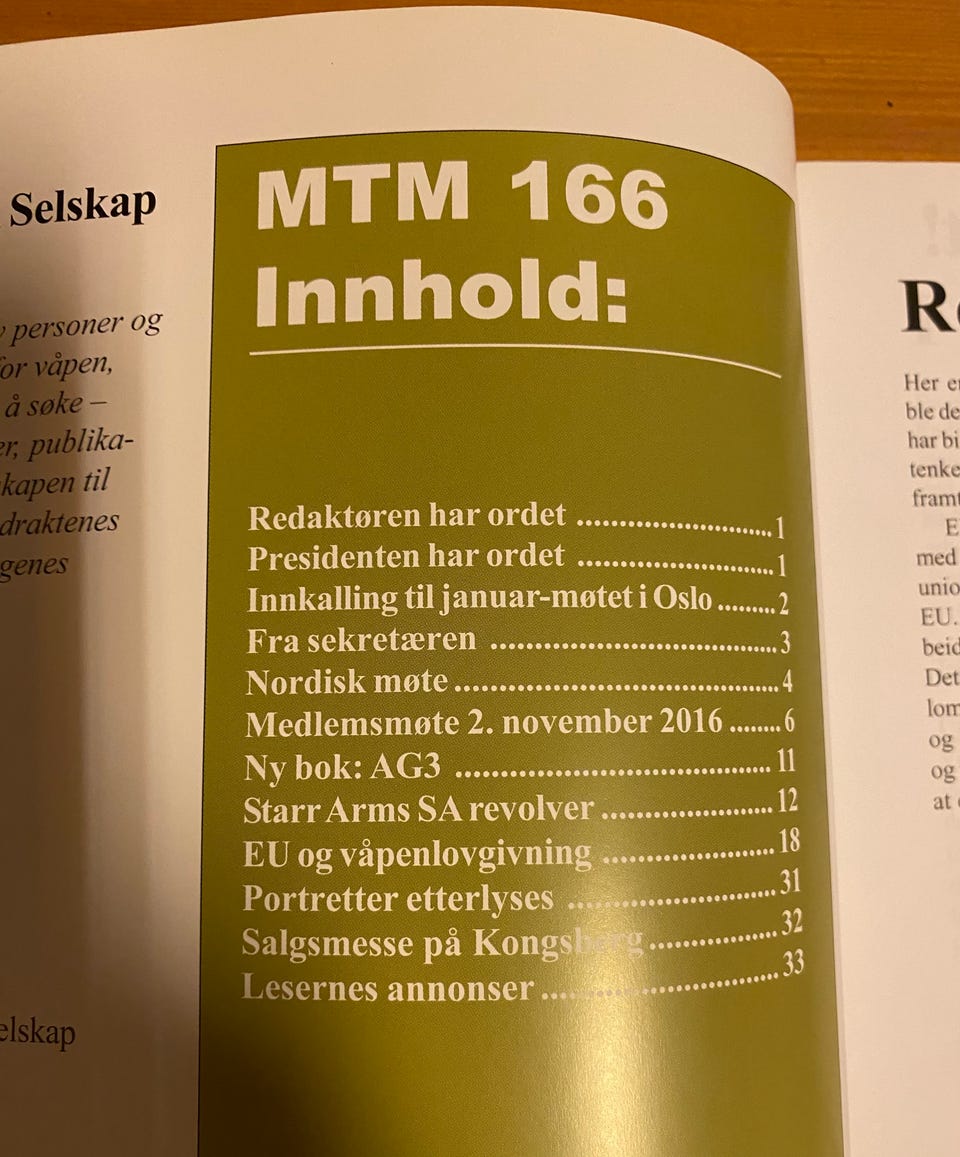 Selskap
personer og
for våpen,
å søke –
er, publika-
kapen til
draktenes
genes
elskap
MTM 166
Innhold:
Redaktøren har ordet ........................... 1
Presidenten har ordet ........................... 1
Innkalling til januar-møtet i Oslo ......... 2
Fra sekretæren ........................................ 3
Nordisk møte ............................................ 4
Medlemsmøte 2. november 2016 ........ 6
Ny bok: AG3 ........................................... 11
Starr Arms SA revolver ........................ 12
EU og våpenlovgivning ........................ 18
Portretter etterlyses ............................. 31
Salgsmesse på Kongsberg ................. 32
Lesernes annonser ................................ 33
Her e
ble de
har bi
tenke
framt
E
med
unio
EU.
beid
Det
lom
og
og
at